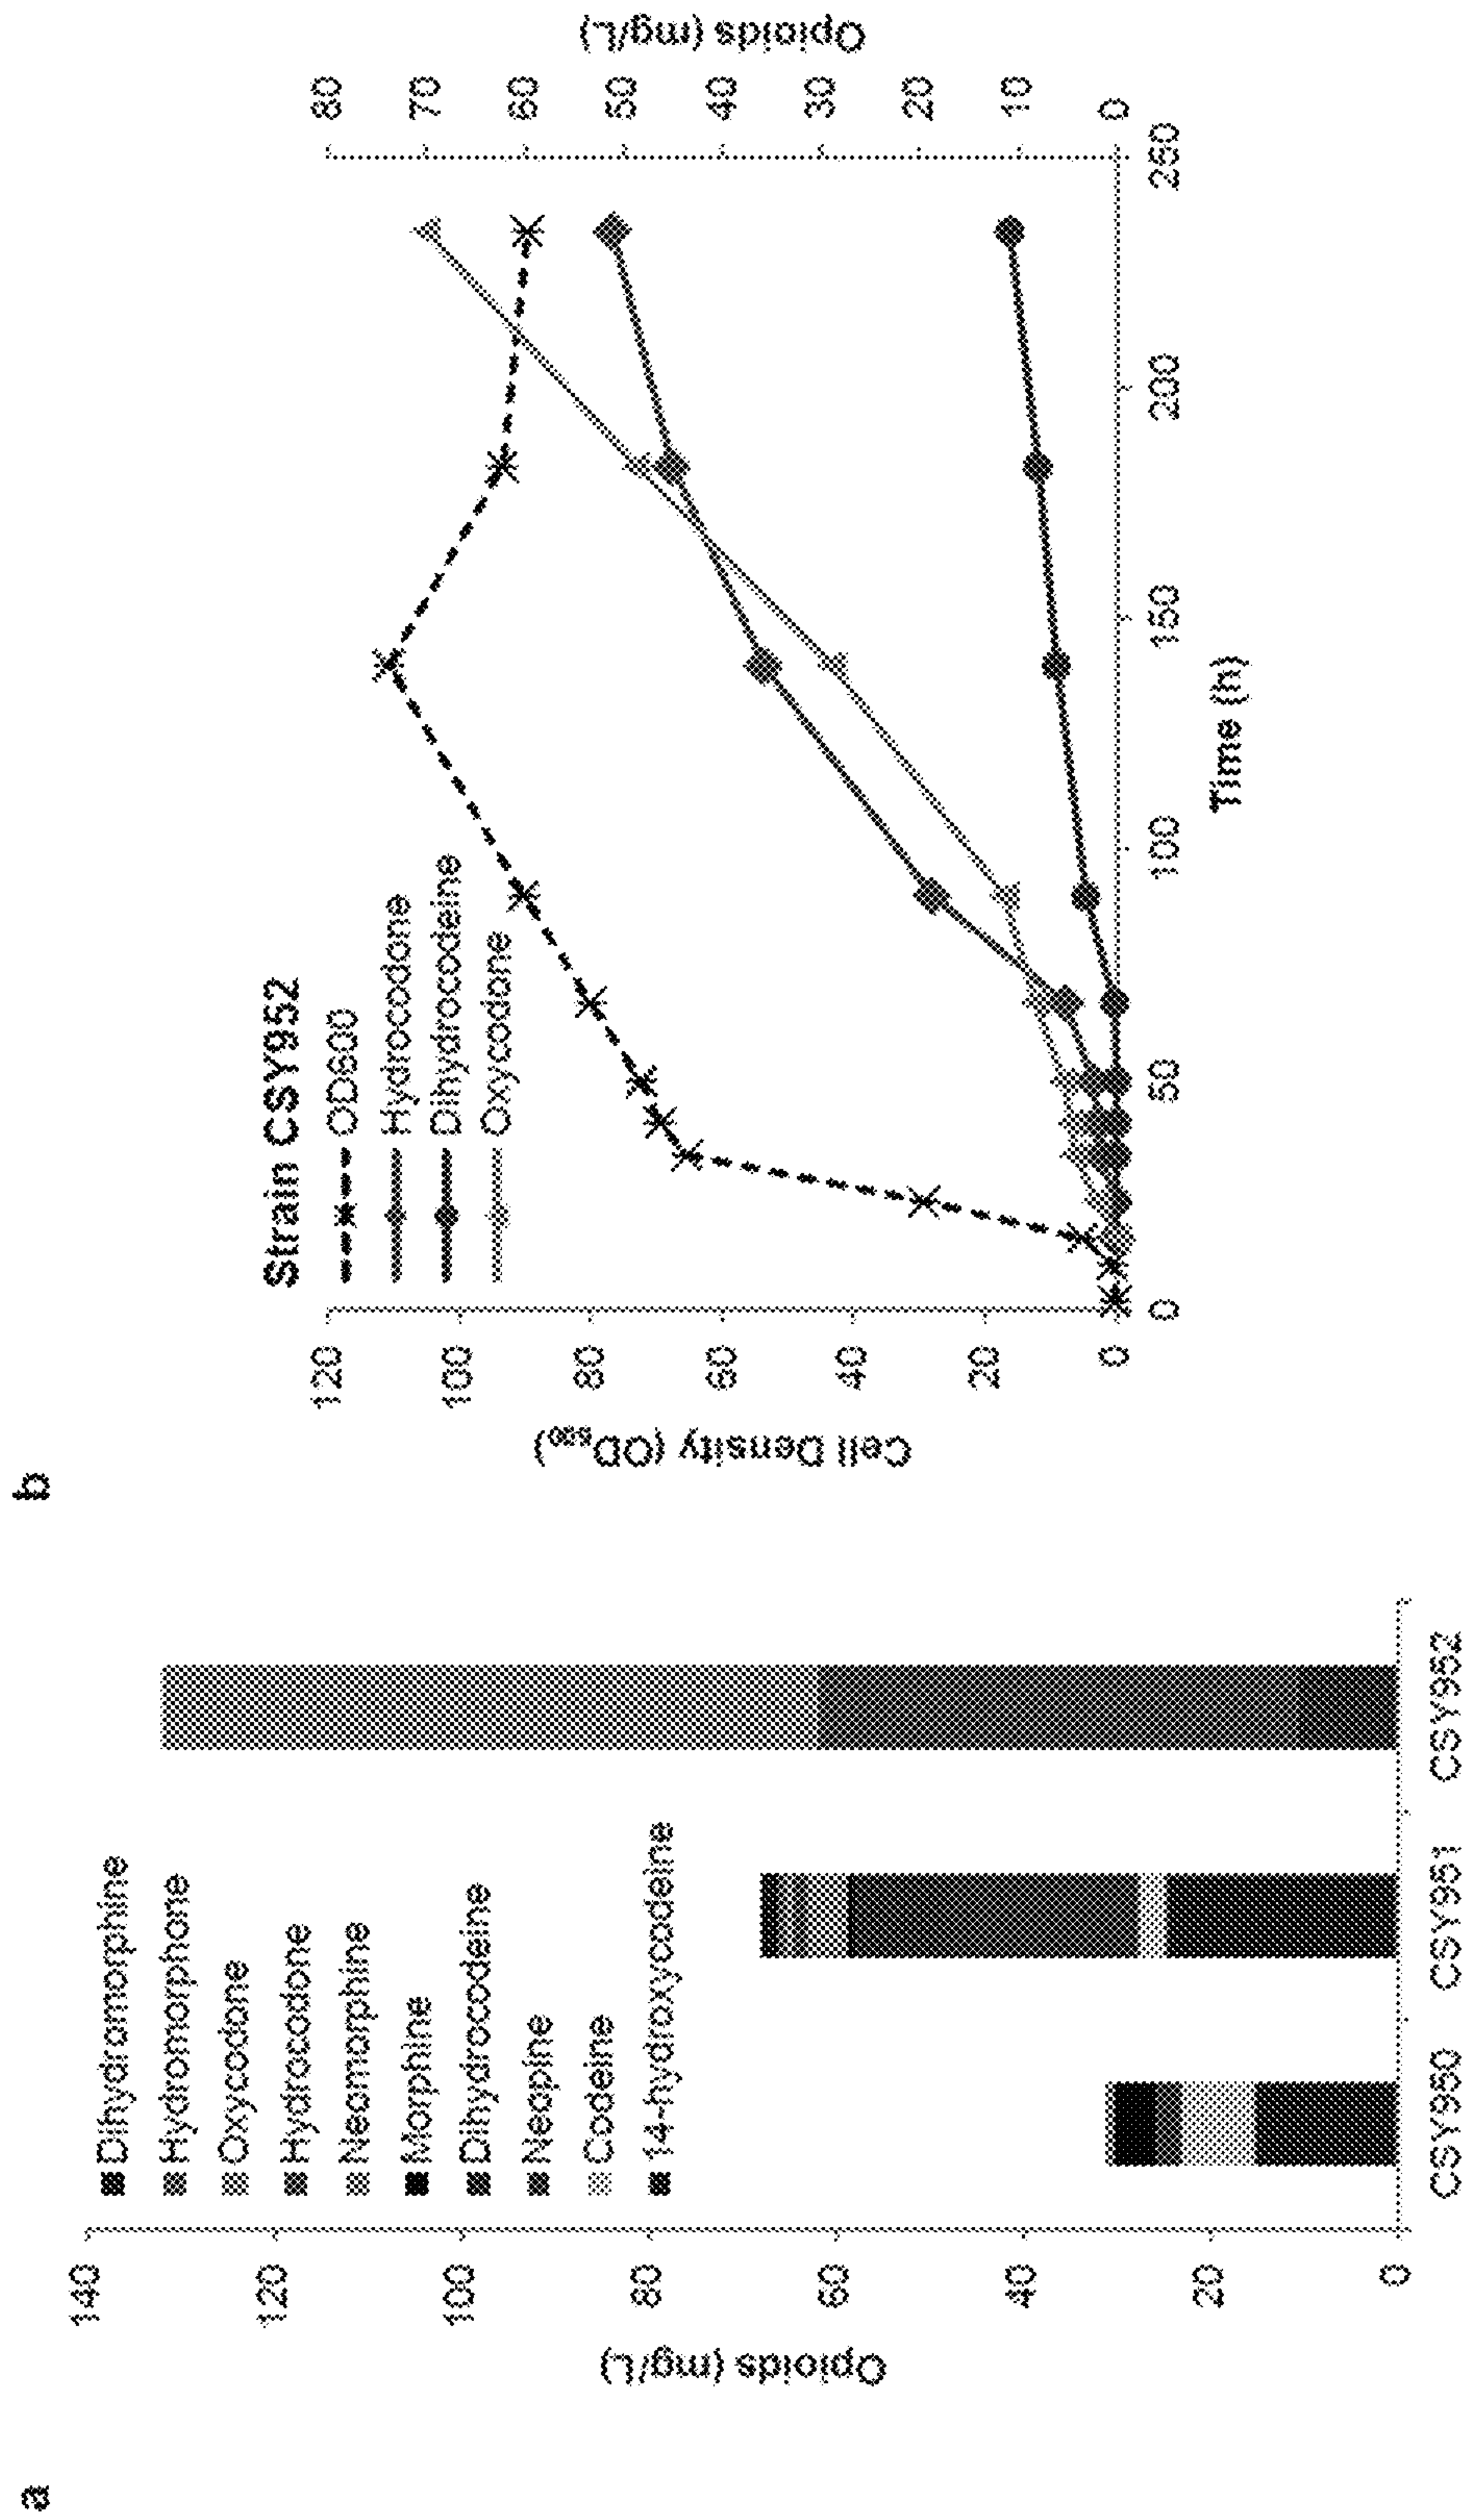 a
Opioids (mg/L)
140
120
100
80
60
40
20
0
Dihydromorphine
Hydromorphone
Oxycodone
Hydrocodone
Neomorphine
Morphine
Dihydrocodeine
Neopine
Codeine
14-hydroxycodeine
CSY950
CSY951
CSY952
b
Strain CSY952
OD600
Hydrocodone
Dihydrocodeine
Oxycodone
Cell Density (OD₆₀₀)
120
100
80
60
40
20
0
Opioids (mg/L)
80
70
60
50
40
30
20
10
0
0
50
100
150
200
250
Time (h)